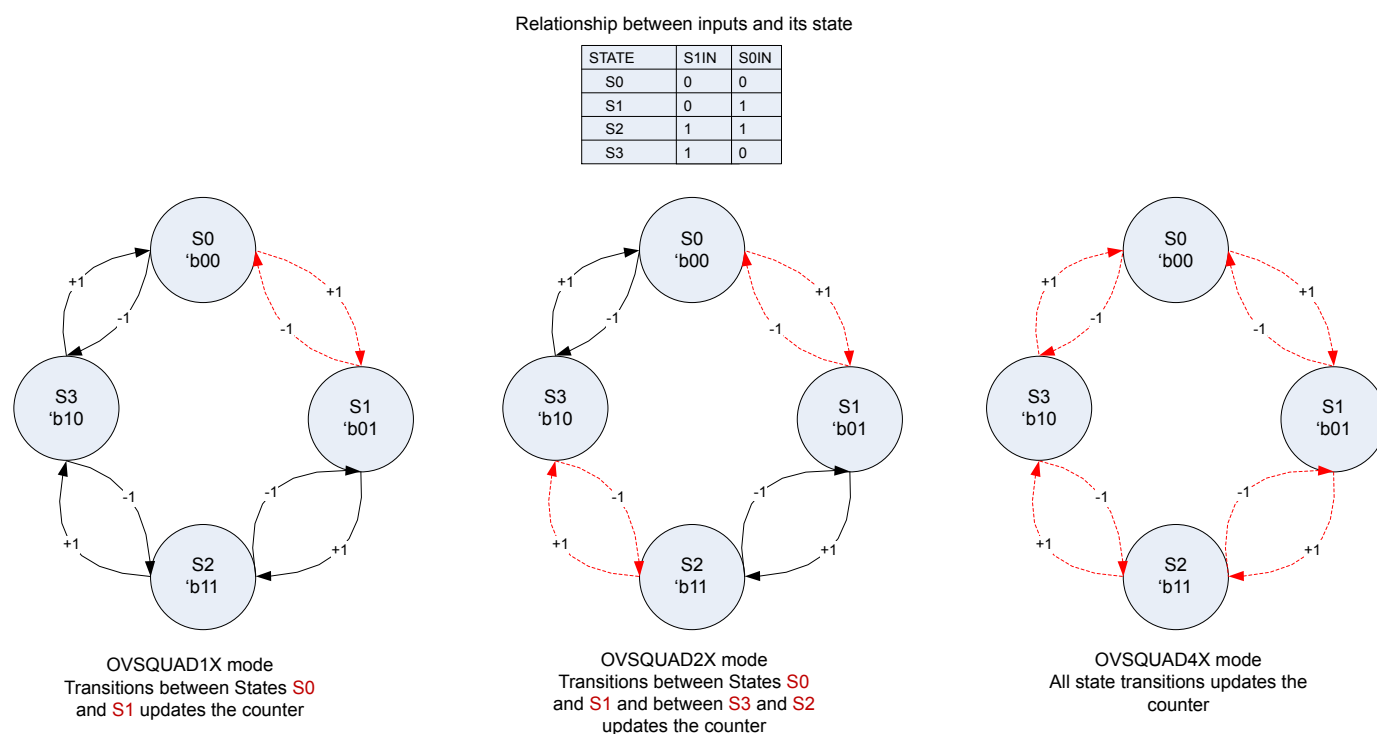 Relationship between inputs and its state
STATE S1IN S0IN
S0 0 0
S1 0 1
S2 1 1
S3 1 0
S0
‘b00
+1
-1
+1
-1
S3
‘b10
S1
‘b01
-1
+1
-1
+1
S2
‘b11
OVSQUAD1X mode
Transitions between States S0
and S1 updates the counter
S0
‘b00
+1
-1
+1
-1
S3
‘b10
S1
‘b01
-1
+1
-1
+1
S2
‘b11
OVSQUAD2X mode
Transitions between States S0
and S1 and between S3 and S2
updates the counter
S0
‘b00
+1
-1
+1
-1
S3
‘b10
S1
‘b01
-1
+1
-1
+1
S2
‘b11
OVSQUAD4X mode
All state transitions updates the
counter